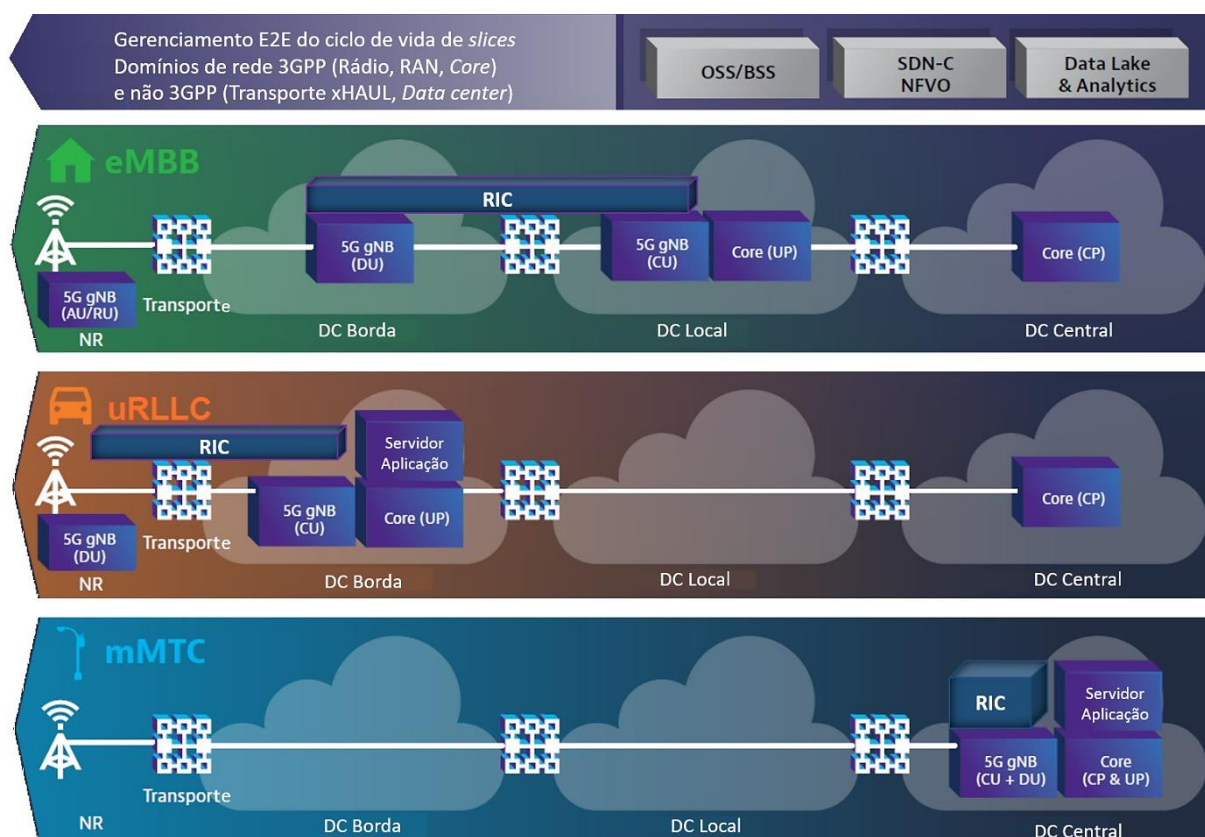 Gerenciamento E2E do ciclo de vida de slices
Domínios de rede 3GPP (Rádio, RAN, Core)
e não 3GPP (Transporte xHAUL, Data center)
OSS/BSS
SDN-C
NFVO
Data Lake
& Analytics
eMBB
RIC
5G gNB
(AU/RU)
NR
Transporte
5G gNB
(DU)
DC Borda
5G gNB
(CU)
Core (UP)
DC Local
Core (CP)
DC Central
uRLLC
RIC
5G gNB
(DU)
NR
Transporte
5G gNB
(CU)
Servidor
Aplicação
Core (UP)
DC Borda
DC Local
Core (CP)
DC Central
mMTC
NR
Transporte
DC Borda
DC Local
RIC
Servidor
Aplicação
5G gNB
(CU + DU)
Core
(CP & UP)
DC Central